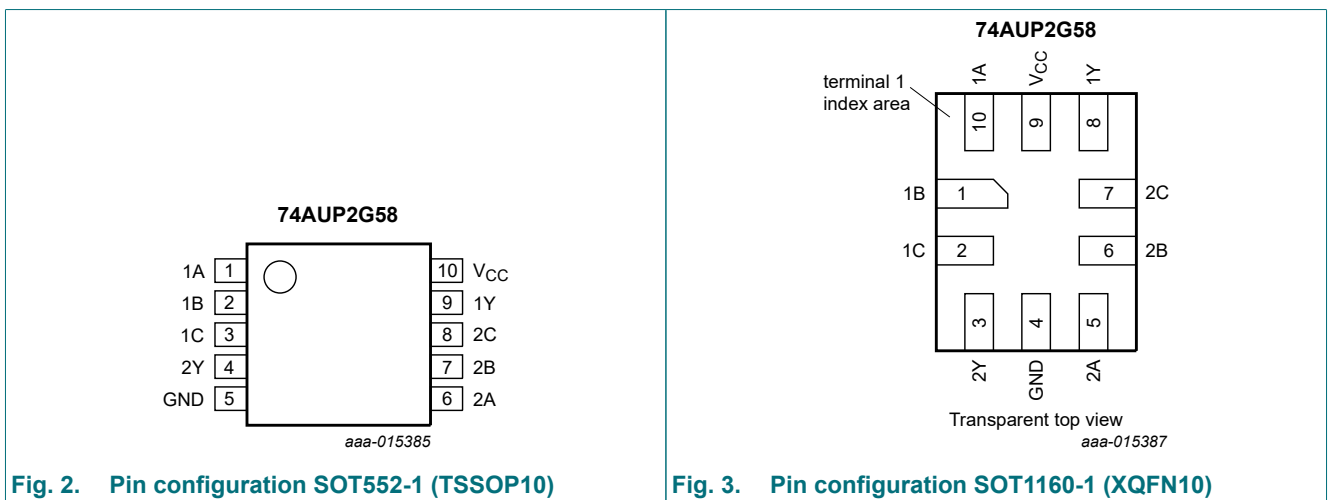 74AUP2G58
1A 1
1B 2
1C 3
2Y 4
GND 5
10 VCC
9 1Y
8 2C
7 2B
6 2A
aaa-015385
Fig. 2. Pin configuration SOT552-1 (TSSOP10)
74AUP2G58
terminal 1
index area
1A VCC 1Y
10 9 8
1B 1
7 2C
1C 2
6 2B
3 4 5
2Y GND 2A
Transparent top view
aaa-015387
Fig. 3. Pin configuration SOT1160-1 (XQFN10)